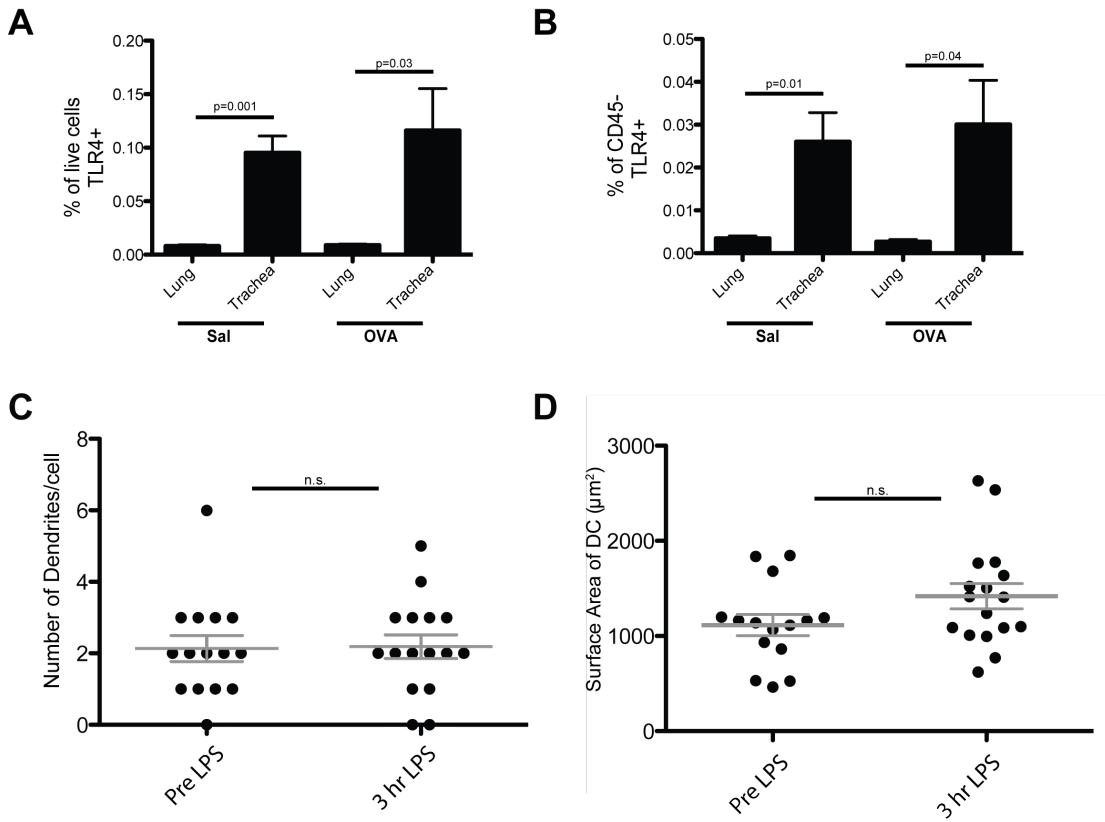 A
% of live cells
TLR4+
0.20
0.15
0.10
0.05
0.00
p=0.001
p=0.03
Lung
Trachea
Lung
Trachea
Sal
OVA
B
% of CD45-
TLR4+
0.05
0.04
0.03
0.02
0.01
0.00
p=0.01
p=0.04
Lung
Trachea
Lung
Trachea
Sal
OVA
C
Number of Dendrites/cell
8
6
4
2
0
n.s.
Pre LPS
3 hr LPS
D
Surface Area of DC (µm²)
3000
2000
1000
0
n.s.
Pre LPS
3 hr LPS